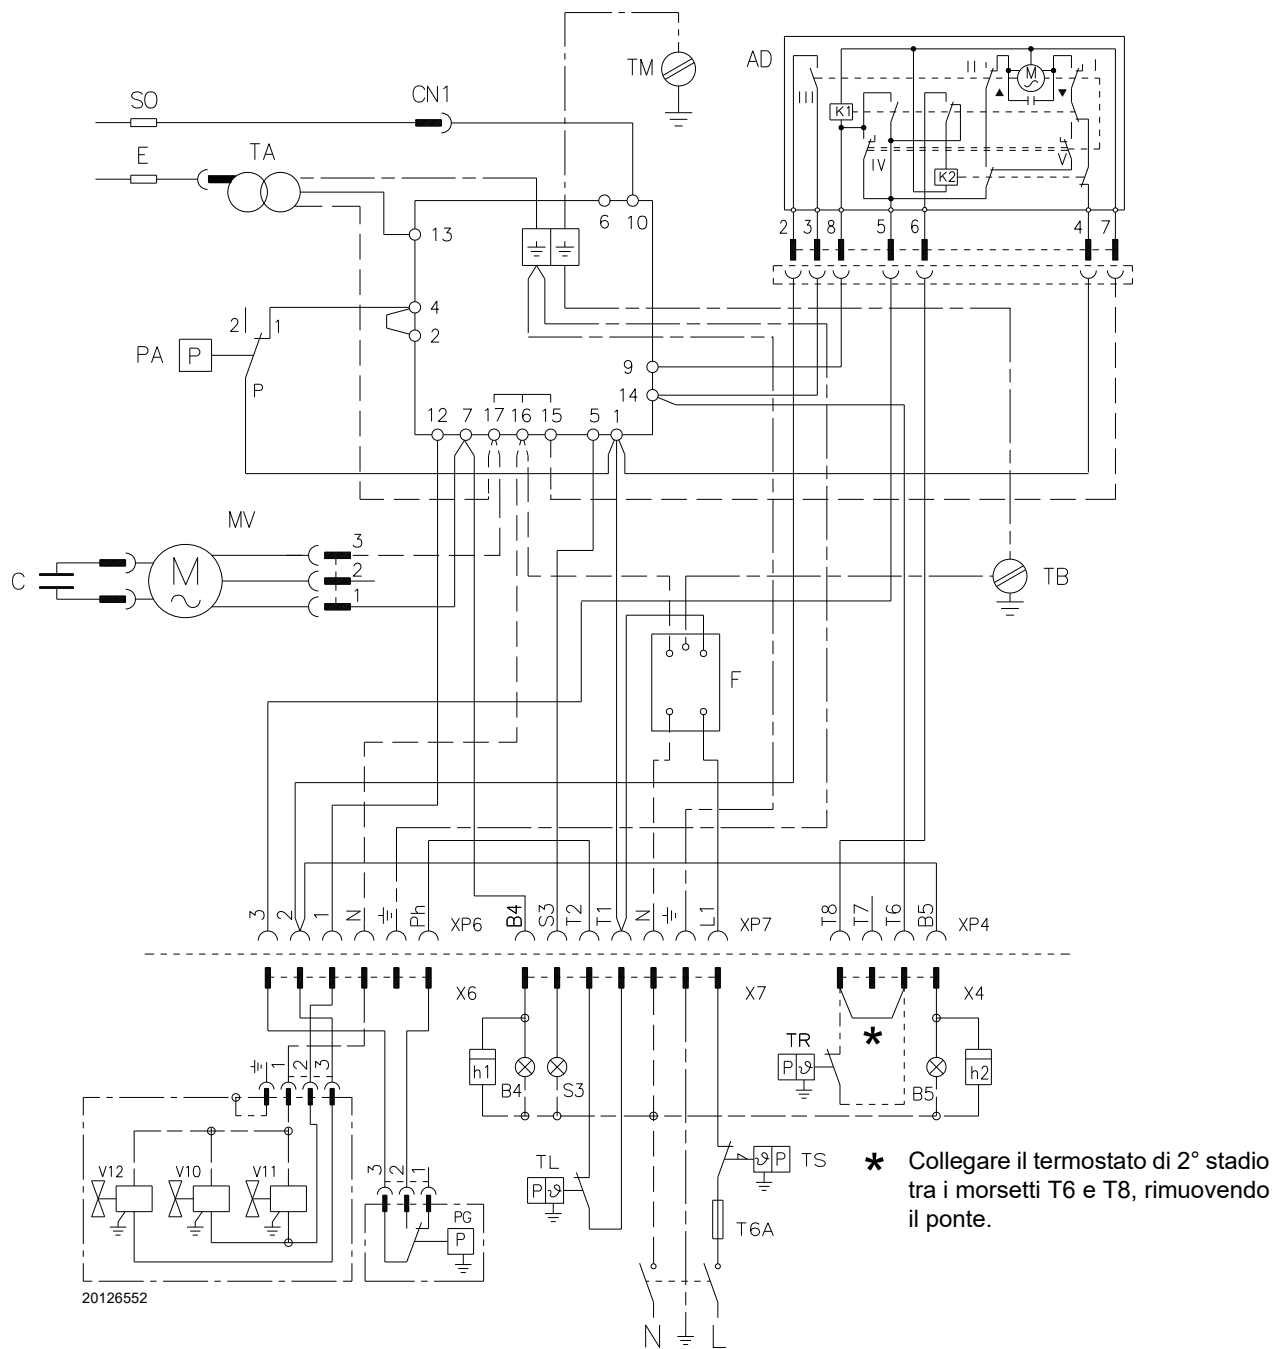 TM
AD
II
I
M
III
K1
IV
V
K2
SO
CN1
E
TA
6 10
13
2 3 8 5 6 4 7
4
2 1
2
PA P
P
9
14
12 7 17 16 15 5 1
MV
3
C M
2
1
TB
F
3 2 1 N Ph XP6
B4 S3 T2 T1 N L1 XP7
T8 T7 T6 B5 XP4
X6 X7 X4
*
TR
h1 B4 S3
P B5 h2
1 2 3
V12 V10 V11
3 2 1
PG
P
TL
P
P TS
T6A
* Collegare il termostato di 2° stadio
tra i morsetti T6 e T8, rimuovendo
il ponte.
20126552
N L